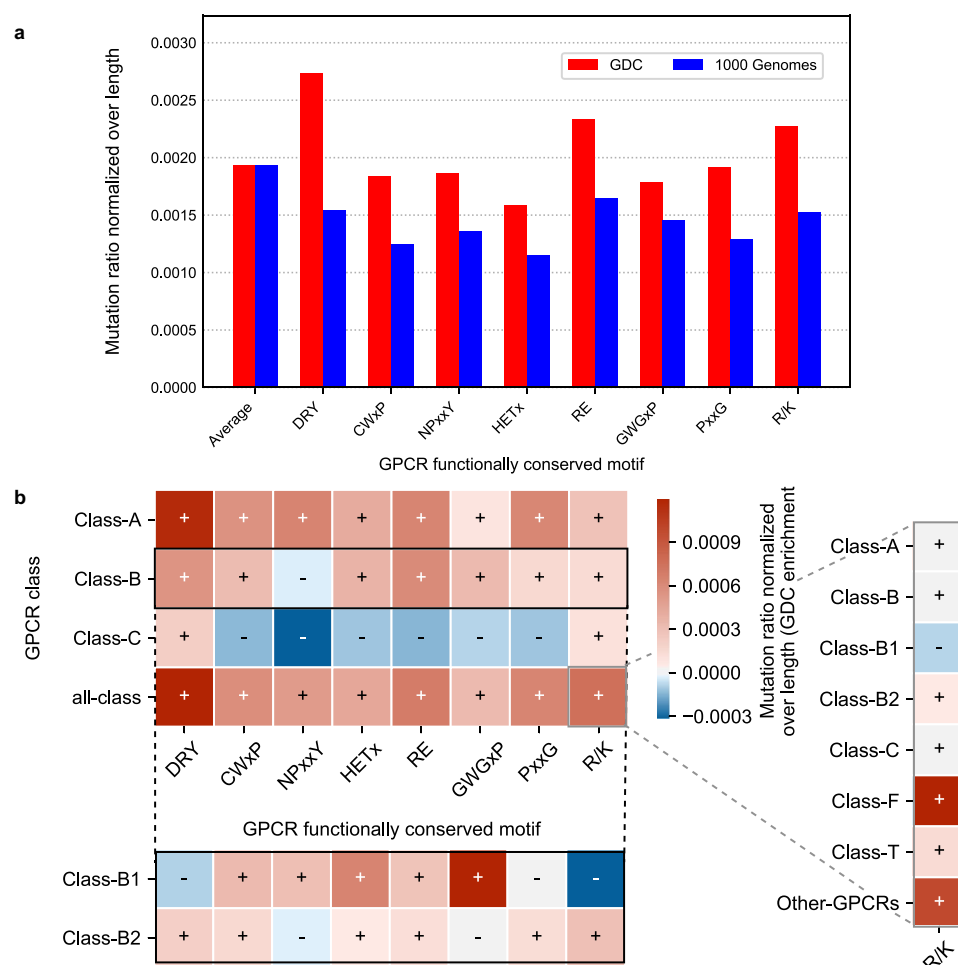 a
Mutation ratio normalized over length
0.0030
0.0025
0.0020
0.0015
0.0010
0.0005
0.0000
GDC
1000 Genomes
Average
DRY
CWxP
NPxxY
HETx
RE
GWGxP
PxxG
R/K
GPCR functionally conserved motif
b
GPCR class
Class-A
+ + + + + + + +
Class-B
+ + - + + + + +
Class-C
+ - - - - - - +
all-class
+ + + + + + + +
DRY
CWxP
NPxxY
HETx
RE
GWGxP
PxxG
R/K
GPCR functionally conserved motif
0.0009
0.0006
0.0003
0.0000
−0.0003
Mutation ratio normalized
over length (GDC enrichment
Class-B1
- + + + + + - -
Class-B2
+ + - + + - + +
Class-A
+
Class-B
+
Class-B1
-
Class-B2
+
Class-C
+
Class-F
+
Class-T
+
Other-GPCRs
+
R/K